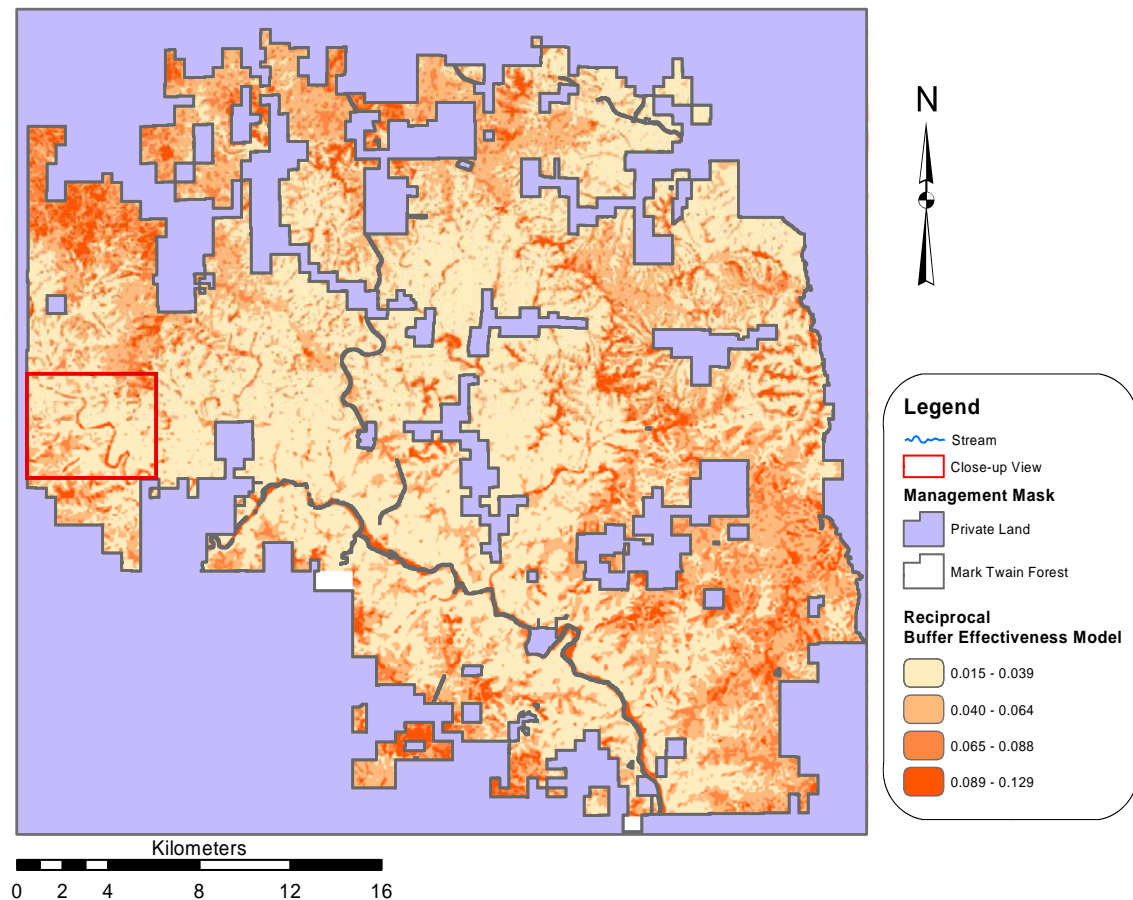 N
Legend
Stream
Close-up View
Management Mask
Private Land
Mark Twain Forest
Reciprocal
Buffer Effectiveness Model
0.015 - 0.039
0.040 - 0.064
0.065 - 0.088
0.089 - 0.129
Kilometers
0 2 4 8 12 16